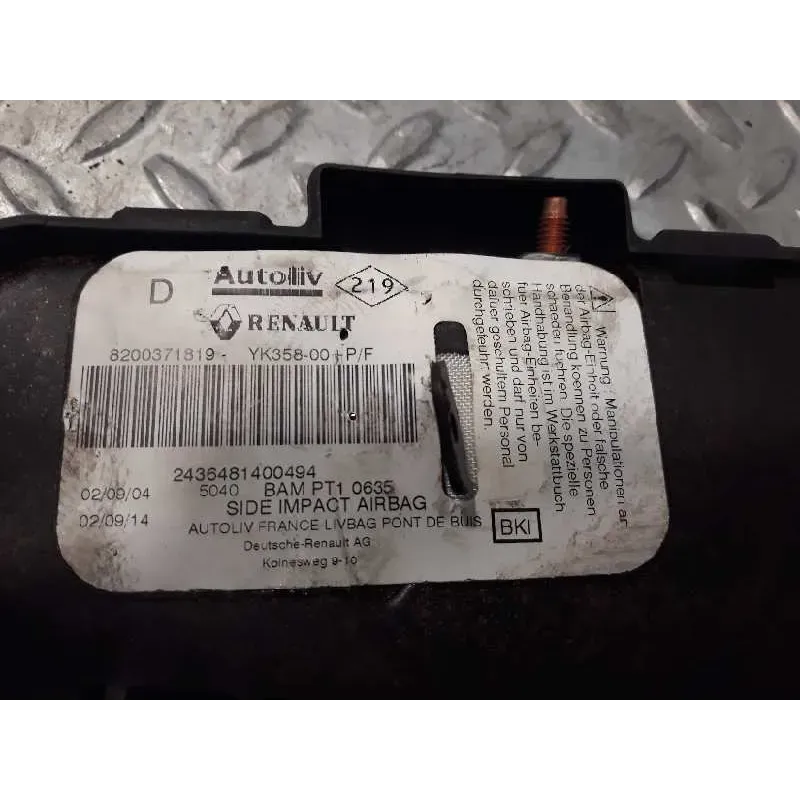 D
Autoliv
219
RENAULT
8200371819 - YK358-00 P/F
2436481400494
02/09/04
5040 BAM PT1 0635
SIDE IMPACT AIRBAG
02/09/14
AUTOLIV FRANCE LIVBAG PONT DE BUIS
BKI
Deutsche-Renault AG
Kolnesweg 9-10
Warnung : Manipulationen an
der Airbag-Einheit oder falsche
Behandlung koennen zu Personen
schaeden fuehren. Die spezielle
Handhabung ist im Werkstattbuch
fuer Airbag-Einheiten be-
schrieben und darf nur von
dafuer geschultem Personal
durchgefeuhr werden.